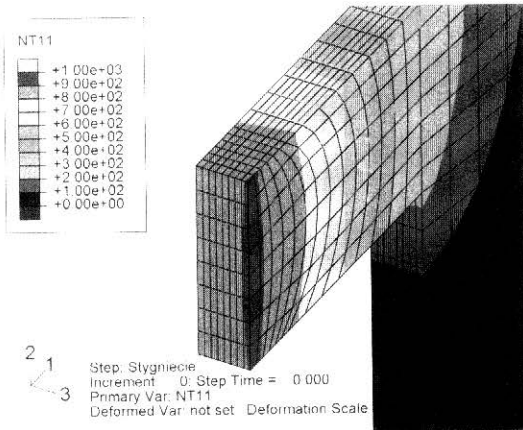 NT11
+1.00e+03
+9.00e+02
+8.00e+02
+7.00e+02
+6.00e+02
+5.00e+02
+4.00e+02
+3.00e+02
+2.00e+02
+1.00e+02
+0.00e+00
2
1
3
Step: Stygniecie
Increment 0: Step Time = 0.000
Primary Var: NT11
Deformed Var: not set Deformation Scale